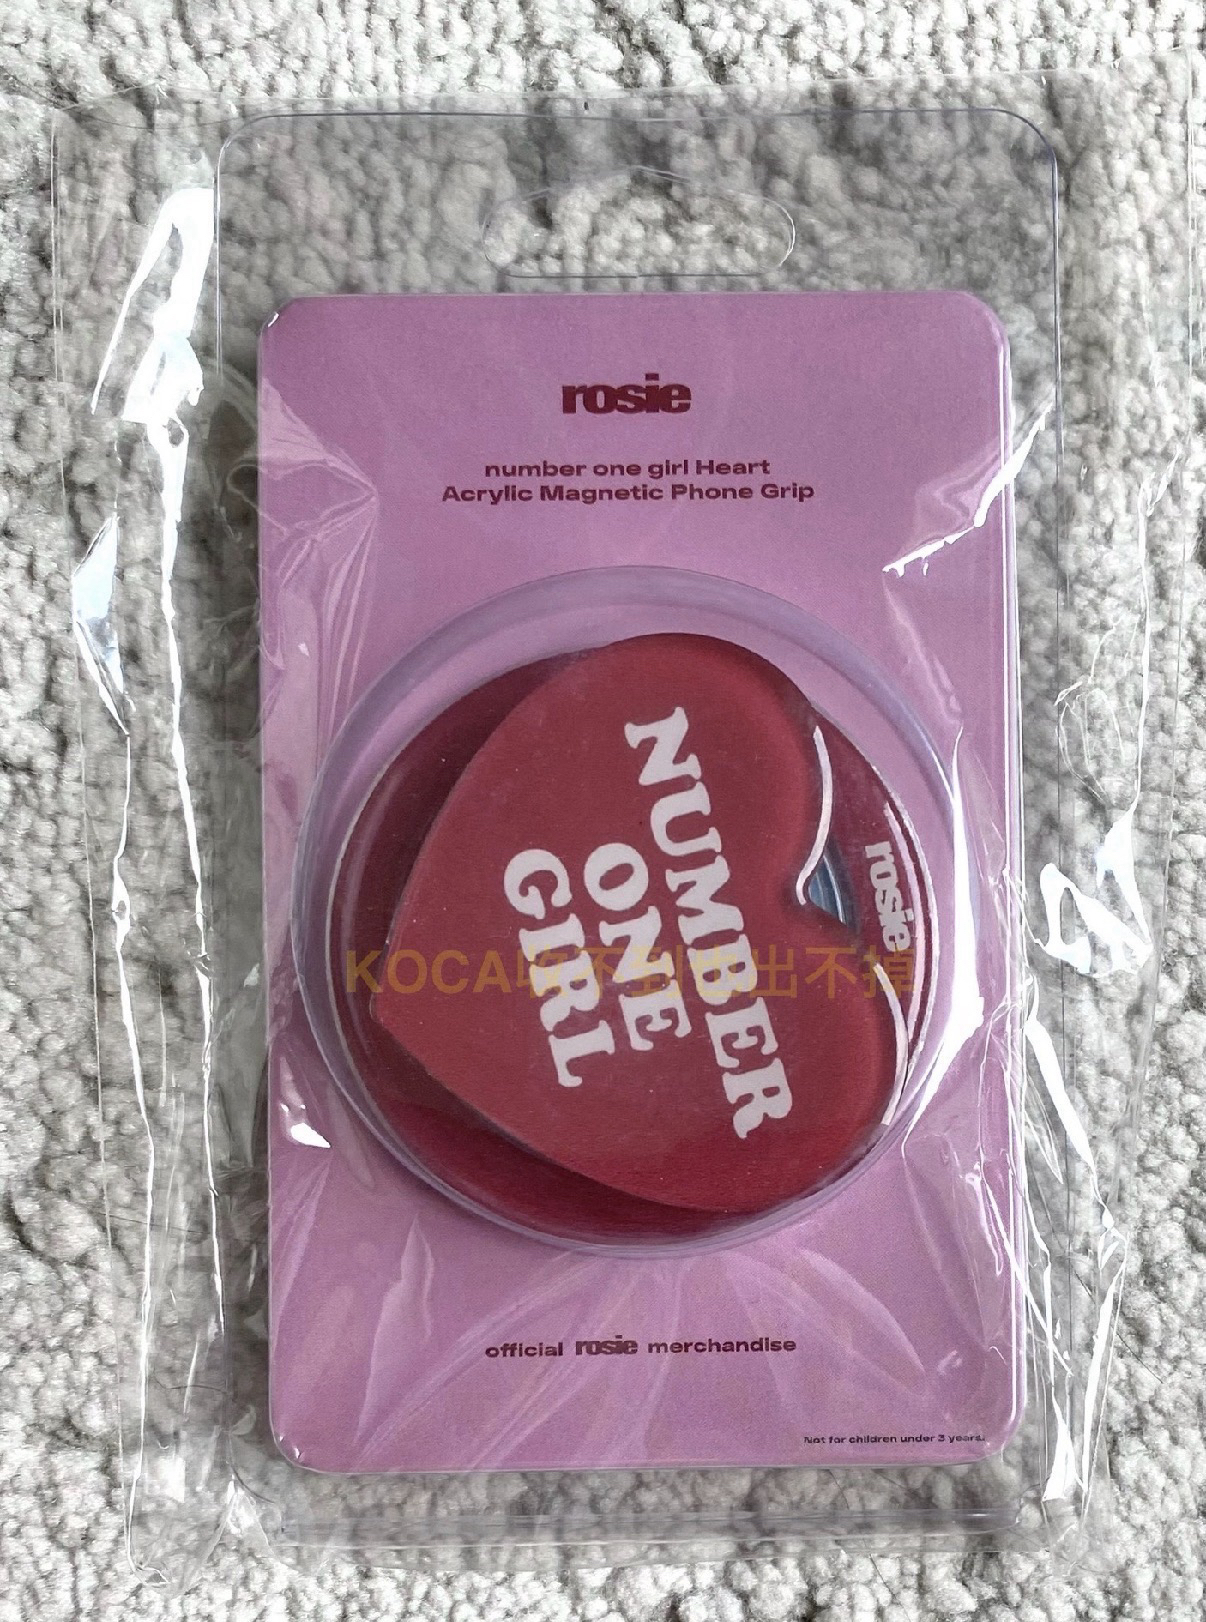 rosie
number one girl Heart
Acrylic Magnetic Phone Grip
NUMBER
ONE
GIRL
rosie
KOCA收不到也出不掉
official rosie merchandise
Not for children under 3 years.